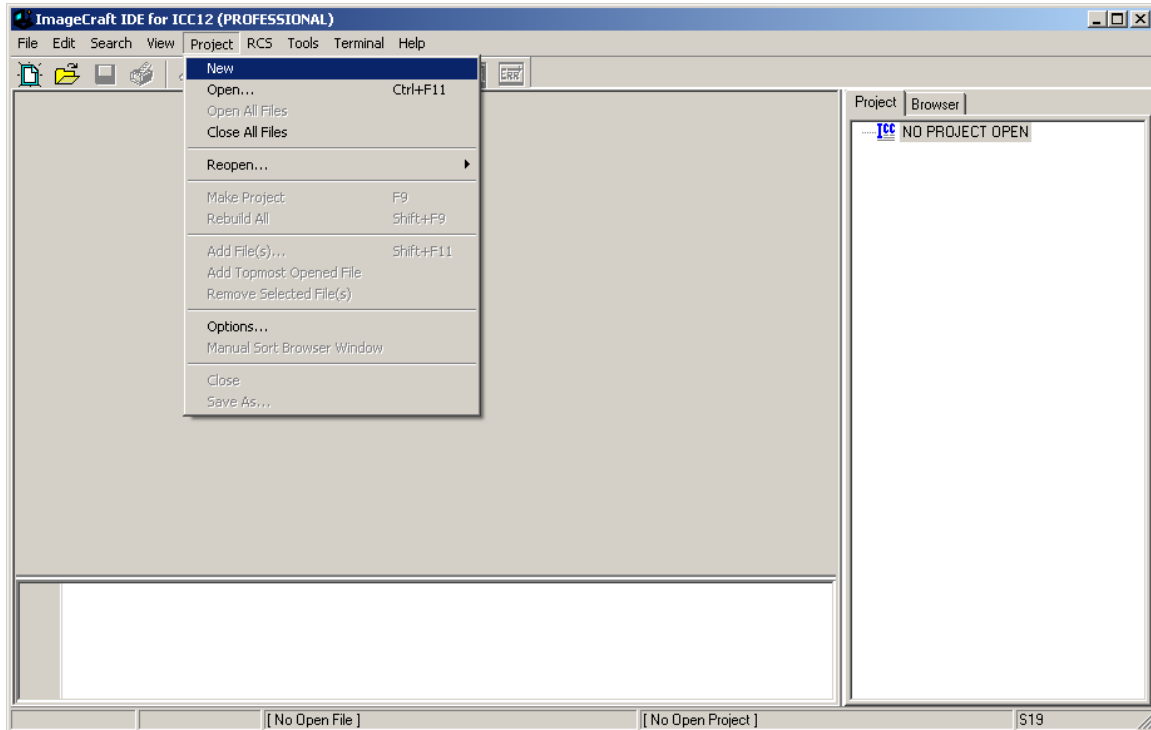 ImageCraft IDE for ICC12 (PROFESSIONAL)
File Edit Search View Project RCS Tools Terminal Help
New
Open... Ctrl+F11
Open All Files
Close All Files
Reopen...
Make Project F9
Rebuild All Shift+F9
Add File(s)... Shift+F11
Add Topmost Opened File
Remove Selected File(s)
Options...
Manual Sort Browser Window
Close
Save As...
ERR
Project Browser
ICC NO PROJECT OPEN
[ No Open File ] [ No Open Project ] S19